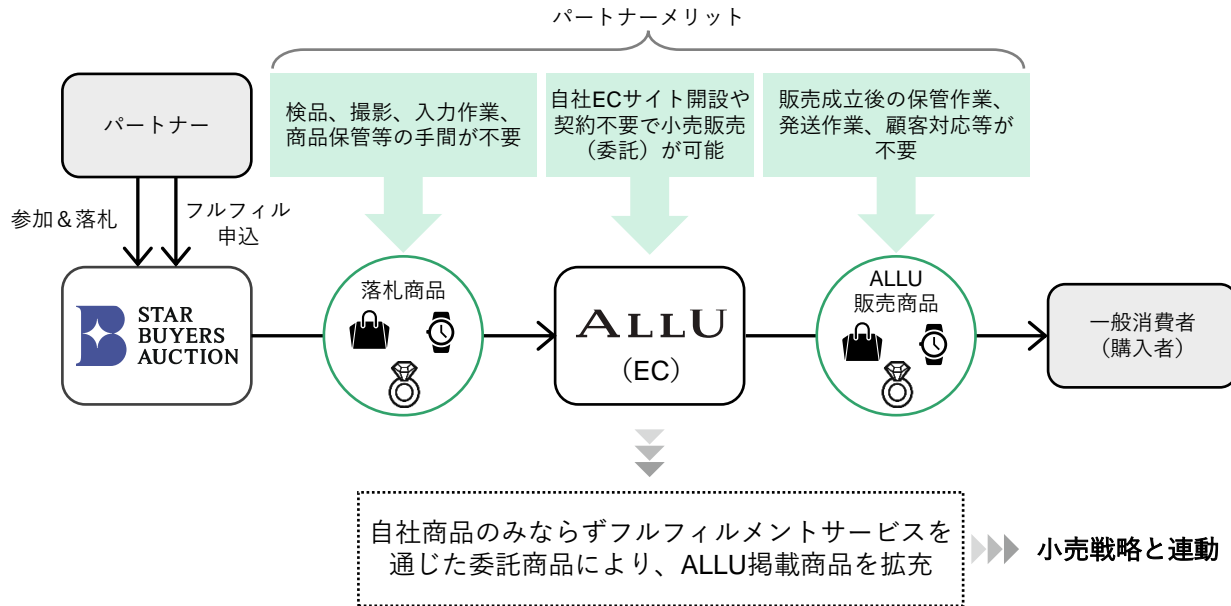 パートナーメリット
パートナー
検品、撮影、入力作業、
商品保管等の手間が不要
自社ECサイト開設や
契約不要で小売販売
（委託）が可能
販売成立後の保管作業、
発送作業、顧客対応等が
不要
参加＆落札
フルフィル
申込
STAR
BUYERS
AUCTION
落札商品
ALLU
（EC）
ALLU
販売商品
一般消費者
（購入者）
自社商品のみならずフルフィルメントサービスを
通じた委託商品により、ALLU掲載商品を拡充
小売戦略と連動